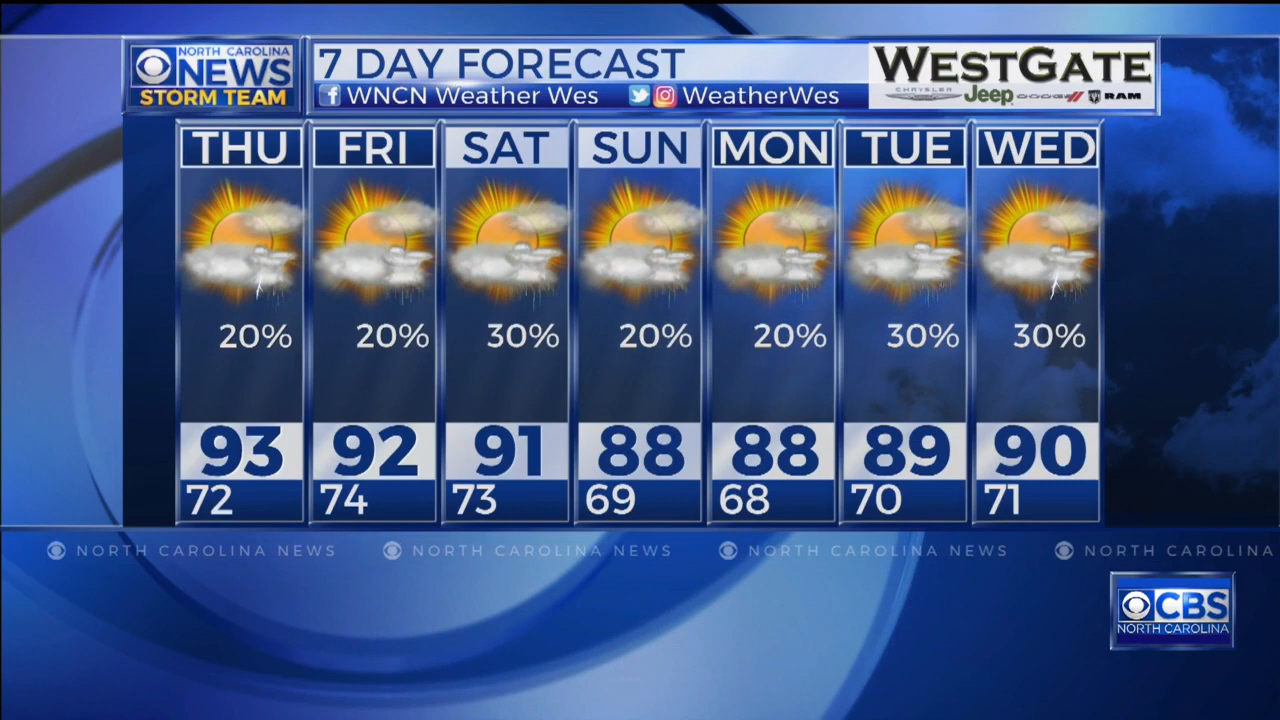 NORTH CAROLINA
NEWS
STORM TEAM
7 DAY FORECAST
WNCN Weather Wes WeatherWes
WESTGATE
CHRYSLER Jeep DODGE RAM
THU FRI SAT SUN MON TUE WED
20% 20% 30% 20% 20% 30% 30%
93 92 91 88 88 89 90
72 74 73 69 68 70 71
NORTH CAROLINA NEWS NORTH CAROLINA NEWS NORTH CAROLINA NEWS NORTH CAROLINA
CBS
NORTH CAROLINA